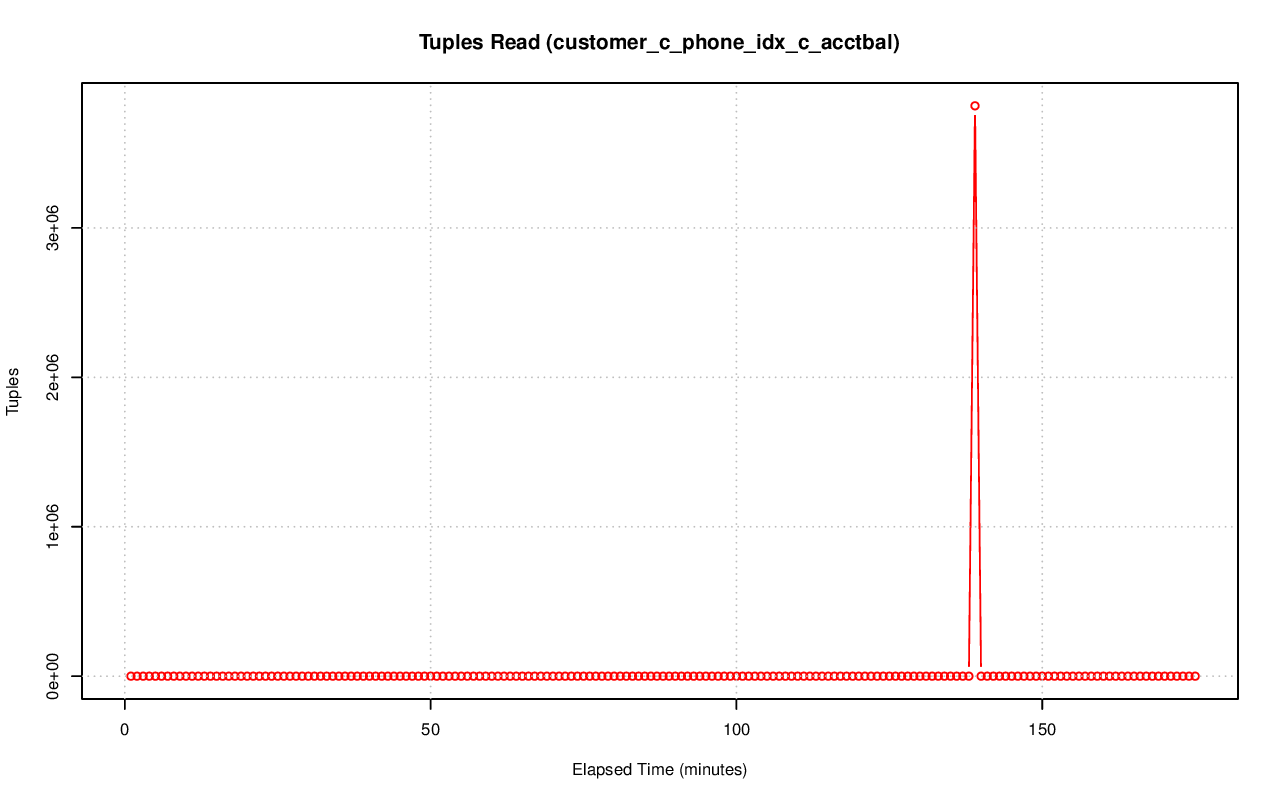 Tuples Read (customer_c_phone_idx_c_acctbal)
Tuples
3e+06
2e+06
1e+06
0e+00
0
50
100
150
Elapsed Time (minutes)